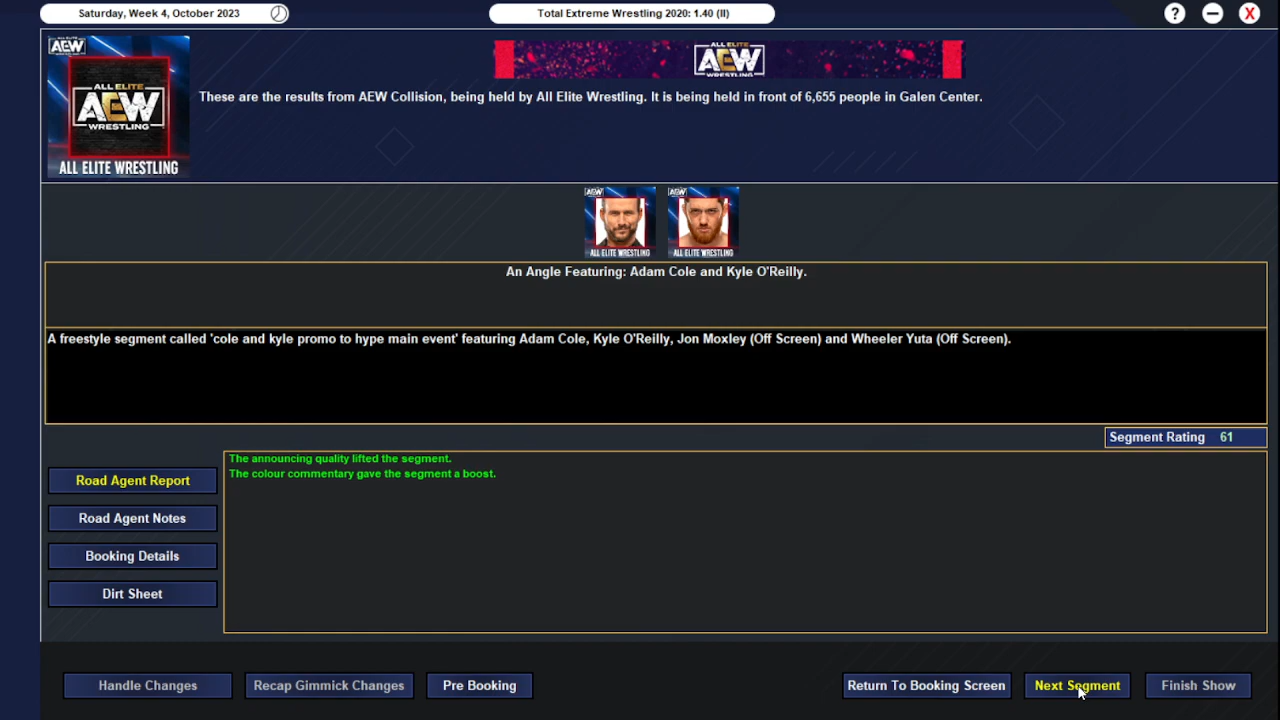 Saturday, Week 4, October 2023
Total Extreme Wrestling 2020: 1.40 (II)
?
X
AEW
ALL ELITE
AEW
WRESTLING
ALL ELITE WRESTLING
ALL ELITE
AEW
WRESTLING
These are the results from AEW Collision, being held by All Elite Wrestling. It is being held in front of 6,655 people in Galen Center.
AEW
ALL ELITE WRESTLING
AEW
ALL ELITE WRESTLING
An Angle Featuring: Adam Cole and Kyle O'Reilly.
A freestyle segment called 'cole and kyle promo to hype main event' featuring Adam Cole, Kyle O'Reilly, Jon Moxley (Off Screen) and Wheeler Yuta (Off Screen).
Segment Rating 61
The announcing quality lifted the segment.
The colour commentary gave the segment a boost.
Road Agent Report
Road Agent Notes
Booking Details
Dirt Sheet
Handle Changes
Recap Gimmick Changes
Pre Booking
Return To Booking Screen
Next Segment
Finish Show